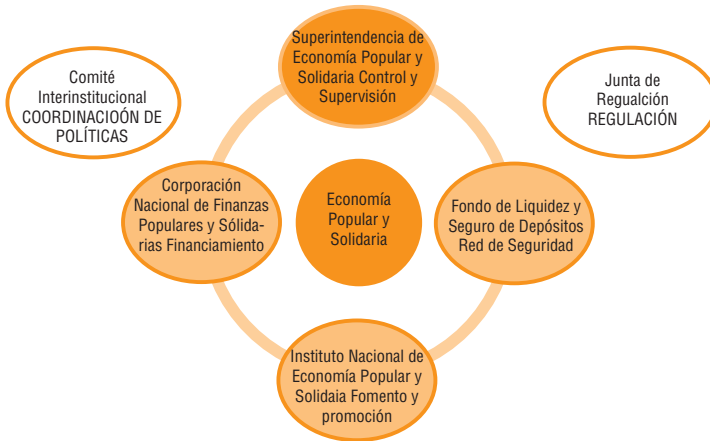 Superintendencia de
Economía Popular y
Solidaria Control y
Supervisión
Comité
Interinstitucional
COORDINACIOÓN DE
POLÍTICAS
Junta de
Regualción
REGULACIÓN
Corporación
Nacional de Finanzas
Populares y Sólida-
rias Financiamiento
Economía
Popular y
Solidaria
Fondo de Liquidez y
Seguro de Depósitos
Red de Seguridad
Instituto Nacional de
Economía Popular y
Solidaia Fomento y
promoción